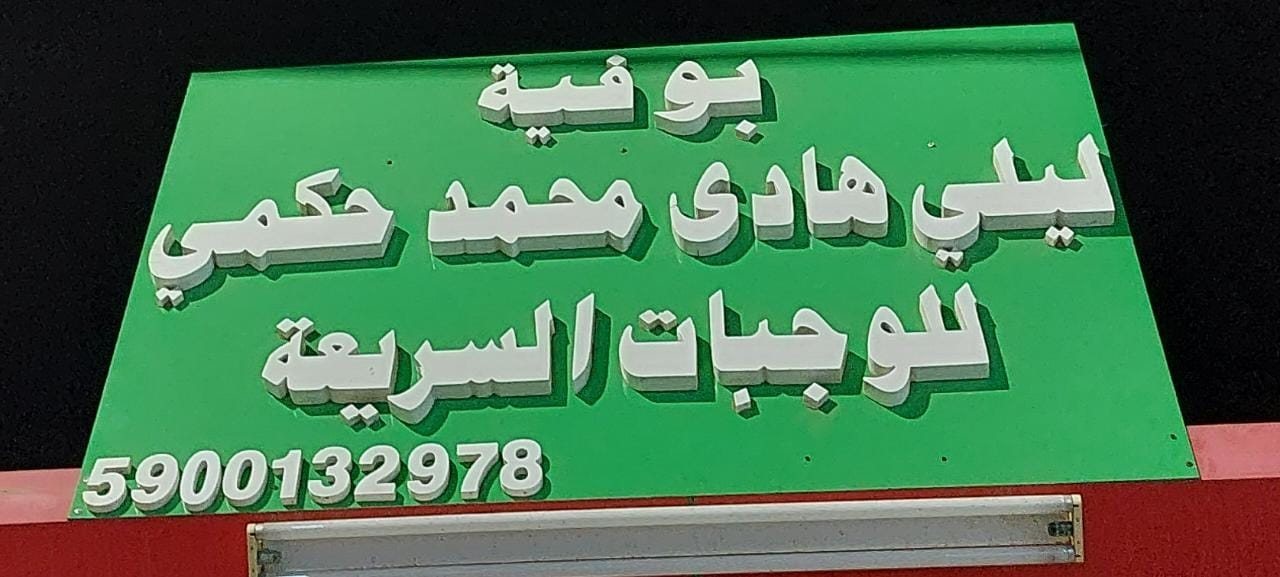 بوفية
ليلي هادى محمد حكمي
للوجبات السريعة
5900132978